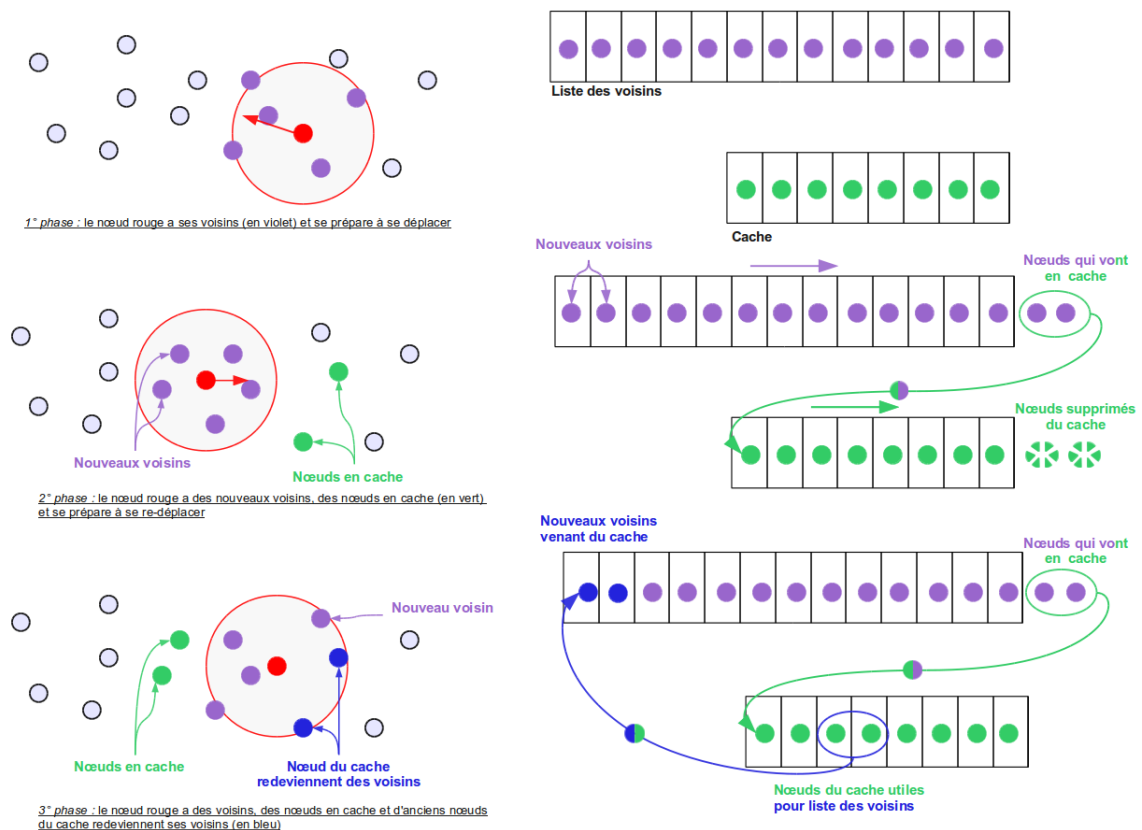 Liste des voisins
Cache
1° phase : le nœud rouge a ses voisins (en violet) et se prépare à se déplacer
Nouveaux voisins
Nœuds qui vont
en cache
Nouveaux voisins
Nœuds en cache
Nœuds supprimés
du cache
2° phase : le nœud rouge a des nouveaux voisins, des nœuds en cache (en vert)
et se prépare à se re-déplacer
Nouveaux voisins
venant du cache
Nœuds qui vont
en cache
Nouveau voisin
Nœuds en cache
Nœud du cache
redeviennent des voisins
Nœuds du cache utiles
pour liste des voisins
3° phase : le nœud rouge a des voisins, des nœuds en cache et d'anciens nœuds
du cache redeviennent ses voisins (en bleu)